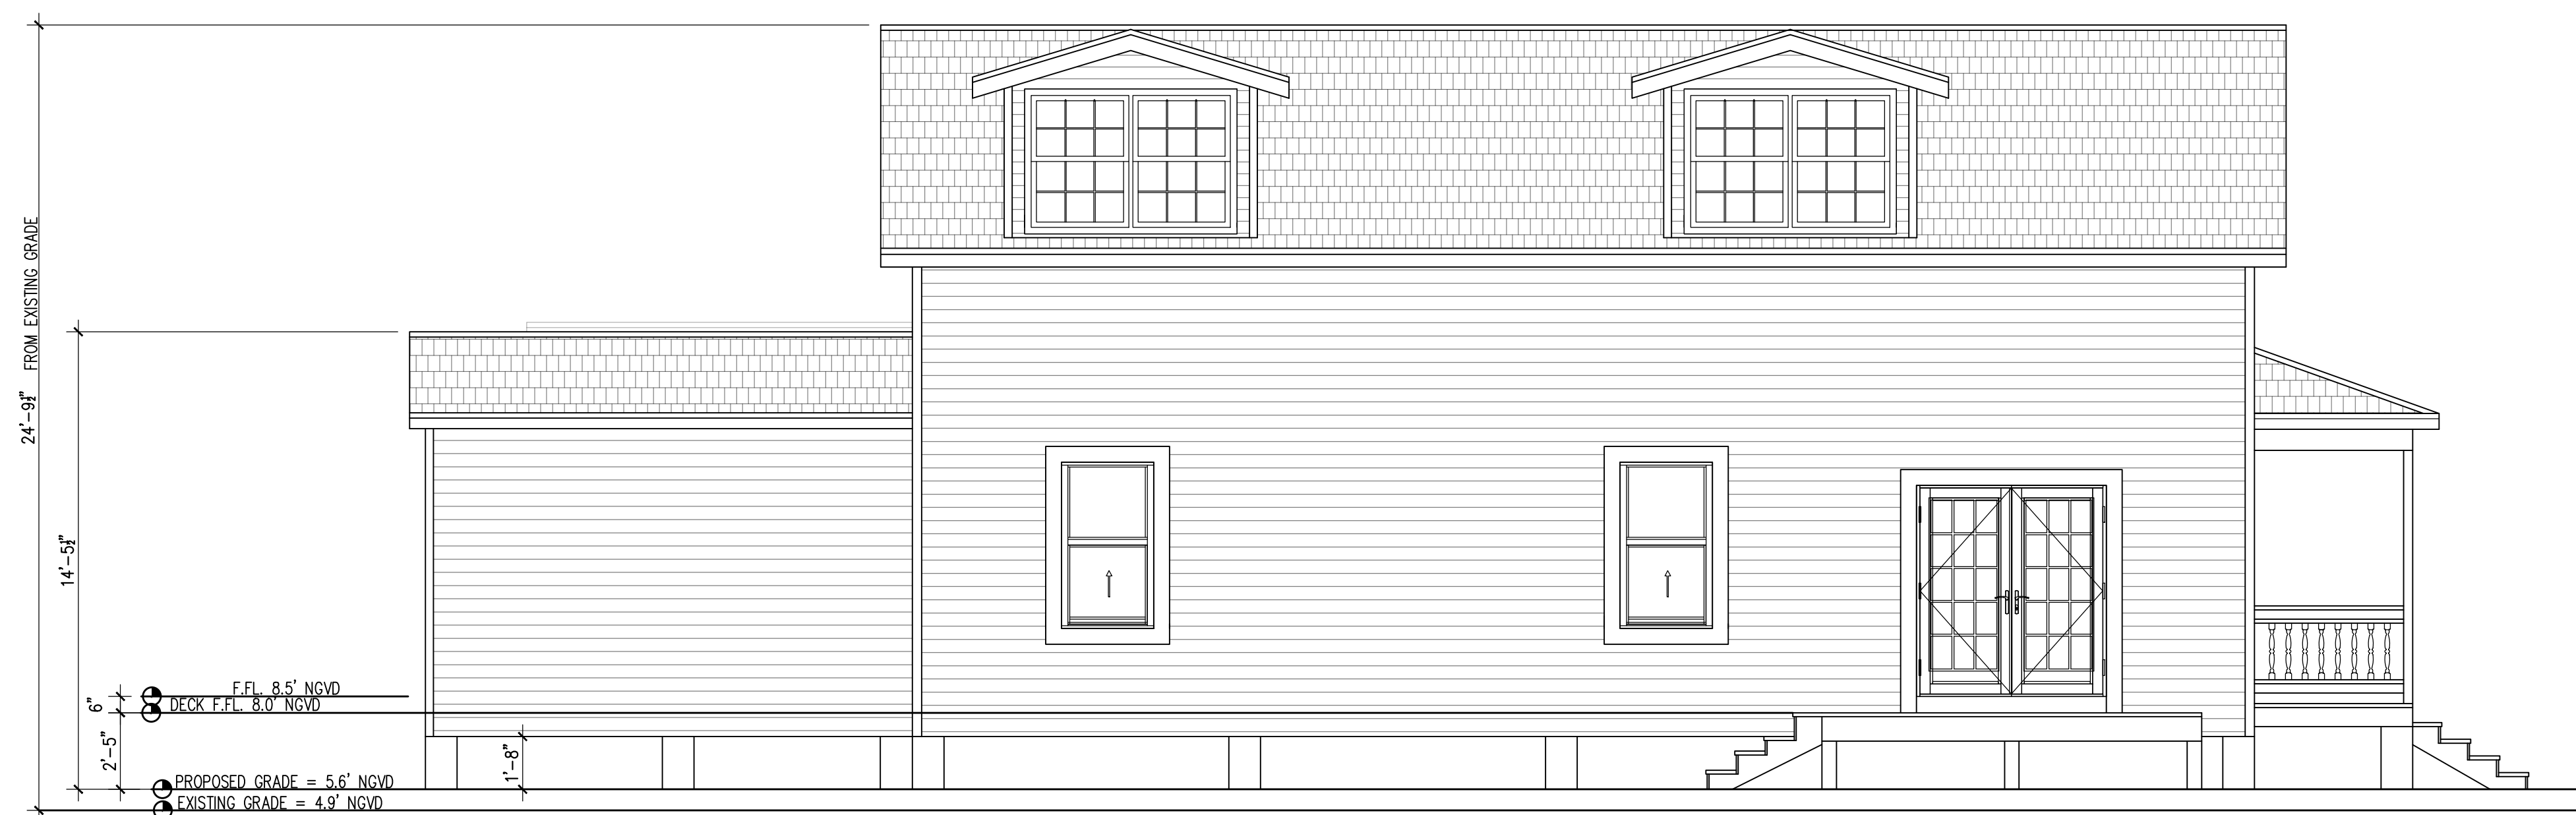 24'-9½" FROM EXISTING GRADE
14'-5½"
F.FL. 8.5' NGVD
6"
DECK F.FL. 8.0' NGVD
2'-5"
1'-8"
PROPOSED GRADE = 5.6' NGVD
EXISTING GRADE = 4.9' NGVD